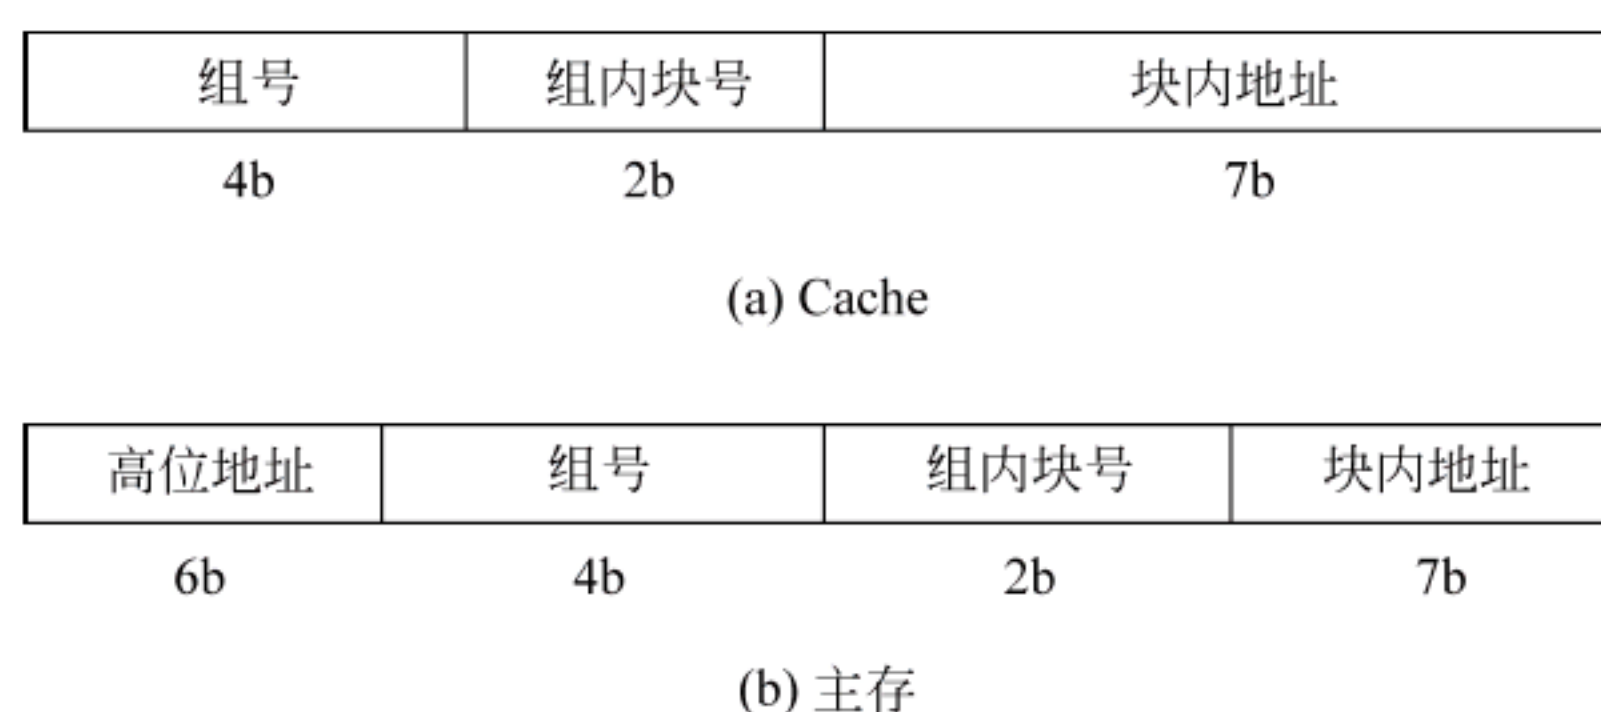 组号 组内块号 块内地址
4b 2b 7b
(a) Cache
高位地址 组号 组内块号 块内地址
6b 4b 2b 7b
(b) 主存